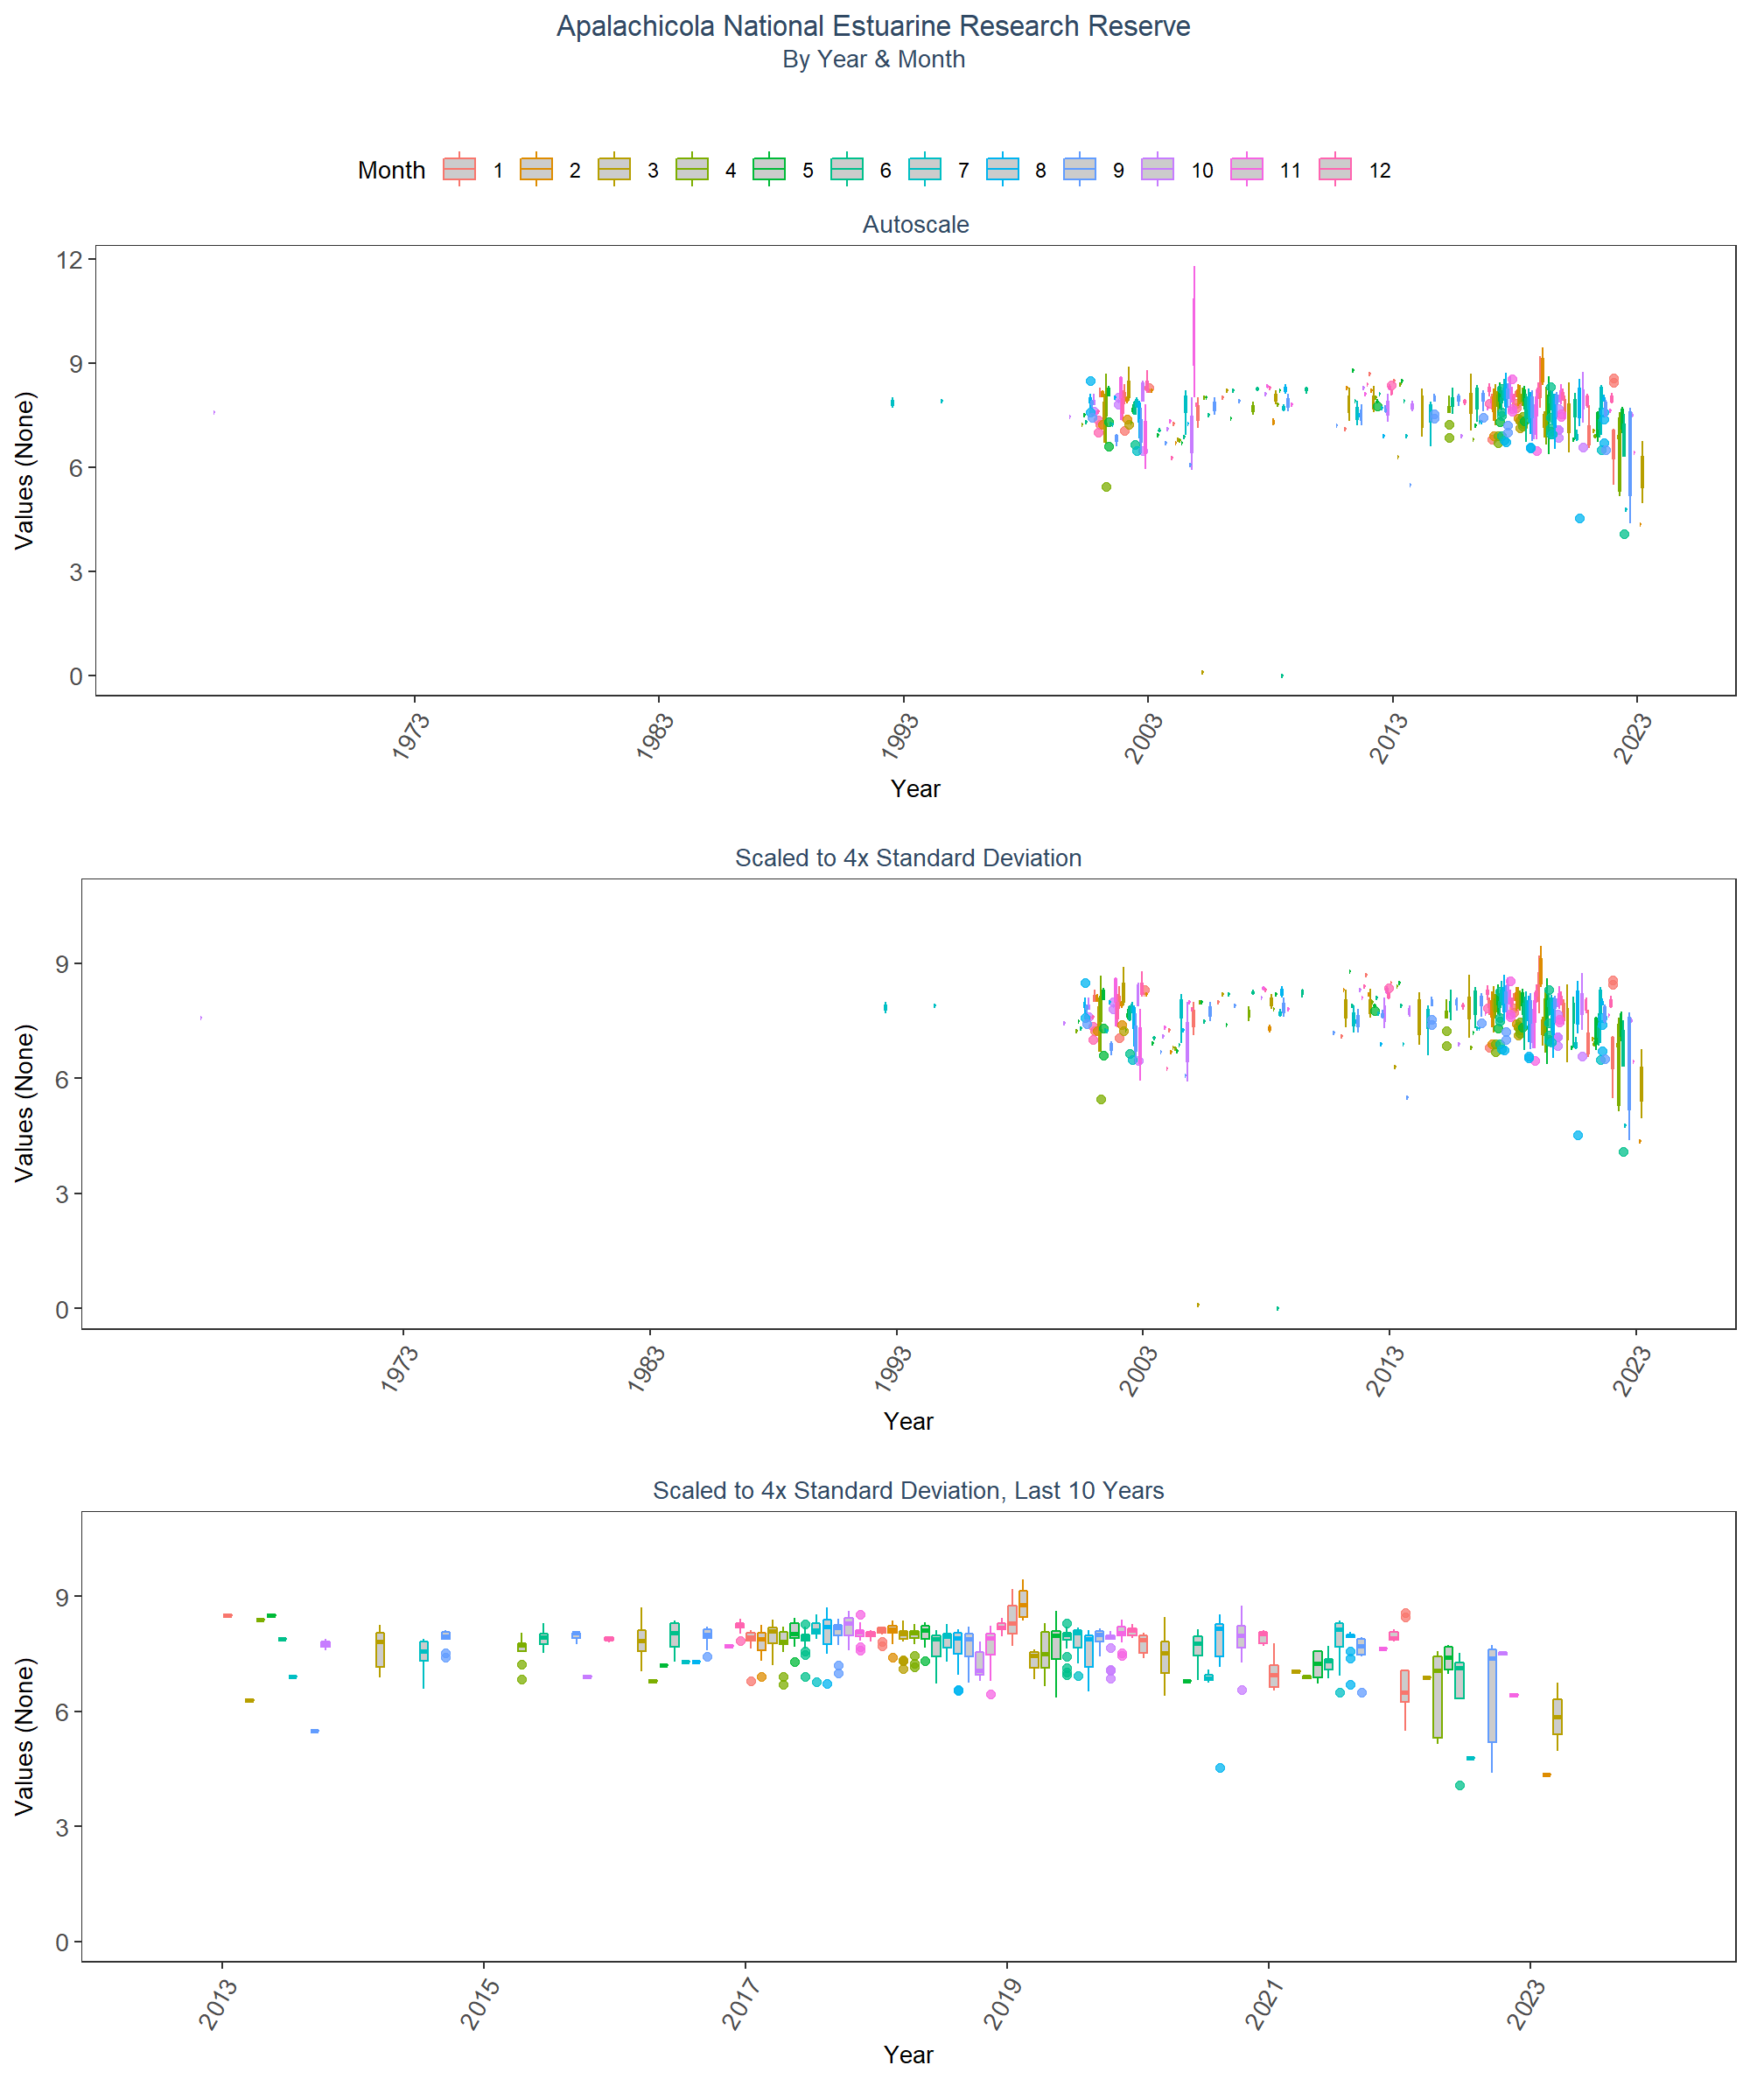 Apalachicola National Estuarine Research Reserve
By Year & Month
Month 1 2 3 4 5 6 7 8 9 10 11 12
Autoscale
Values (None)
12
9
6
3
0
1973 1983 1993 2003 2013 2023
Year
Scaled to 4x Standard Deviation
Values (None)
9
6
3
0
1973 1983 1993 2003 2013 2023
Year
Scaled to 4x Standard Deviation, Last 10 Years
Values (None)
9
6
3
0
2013 2015 2017 2019 2021 2023
Year